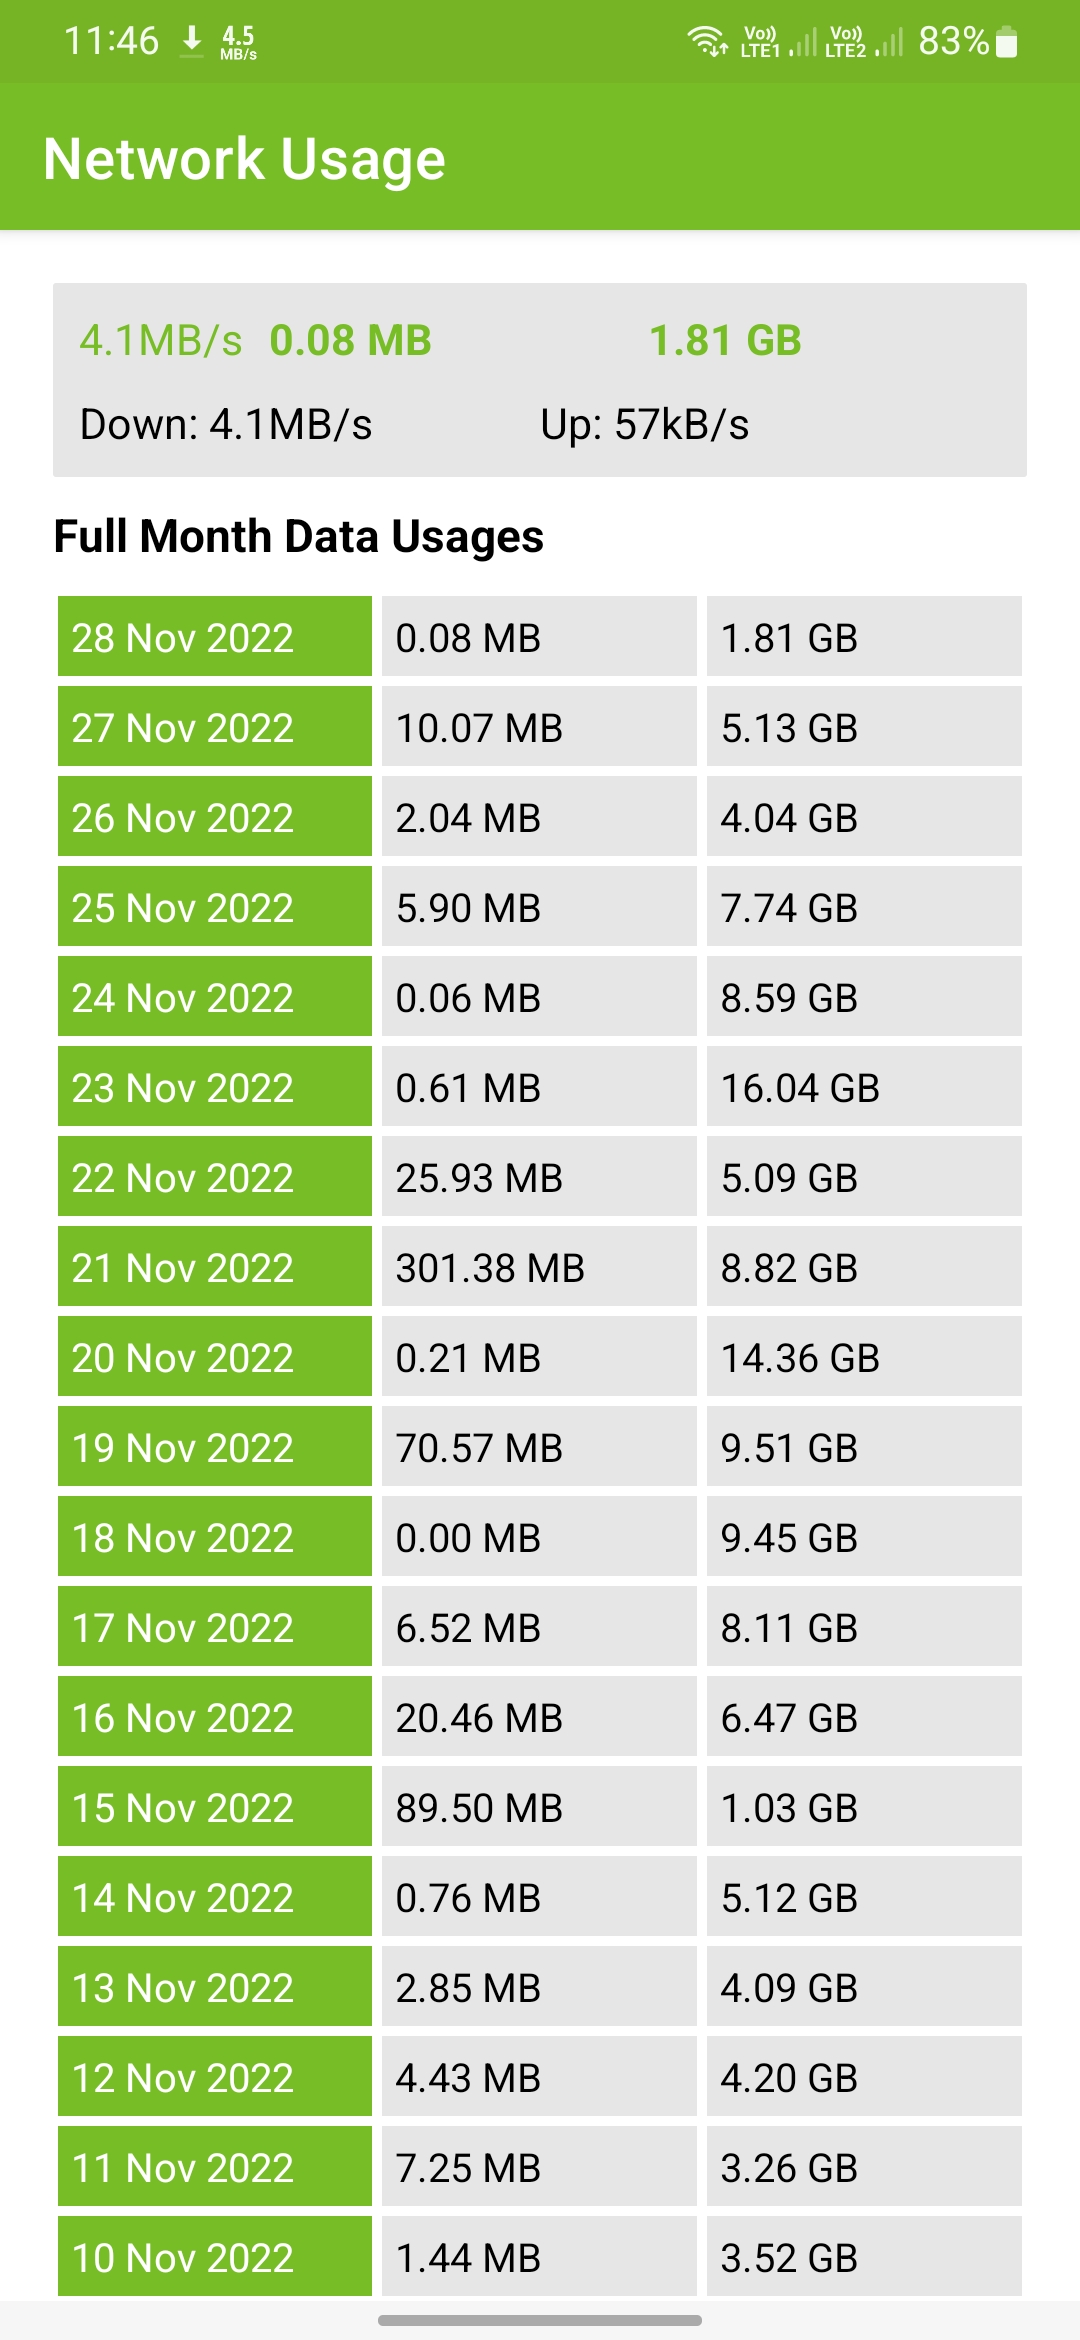 11:46 4.5 MB/s Vo)) LTE1 Vo)) LTE2 83%
Network Usage
4.1MB/s 0.08 MB 1.81 GB
Down: 4.1MB/s Up: 57kB/s
Full Month Data Usages
28 Nov 2022 0.08 MB 1.81 GB
27 Nov 2022 10.07 MB 5.13 GB
26 Nov 2022 2.04 MB 4.04 GB
25 Nov 2022 5.90 MB 7.74 GB
24 Nov 2022 0.06 MB 8.59 GB
23 Nov 2022 0.61 MB 16.04 GB
22 Nov 2022 25.93 MB 5.09 GB
21 Nov 2022 301.38 MB 8.82 GB
20 Nov 2022 0.21 MB 14.36 GB
19 Nov 2022 70.57 MB 9.51 GB
18 Nov 2022 0.00 MB 9.45 GB
17 Nov 2022 6.52 MB 8.11 GB
16 Nov 2022 20.46 MB 6.47 GB
15 Nov 2022 89.50 MB 1.03 GB
14 Nov 2022 0.76 MB 5.12 GB
13 Nov 2022 2.85 MB 4.09 GB
12 Nov 2022 4.43 MB 4.20 GB
11 Nov 2022 7.25 MB 3.26 GB
10 Nov 2022 1.44 MB 3.52 GB